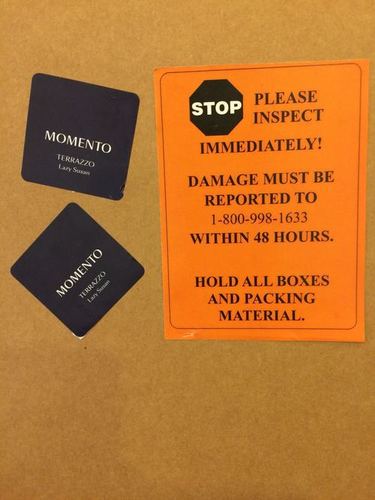 MOMENTO
TERRAZZO
Lazy Susan
MOMENTO
TERRAZZO
Lazy Susan
STOP
PLEASE
INSPECT
IMMEDIATELY!
DAMAGE MUST BE
REPORTED TO
1-800-998-1633
WITHIN 48 HOURS.
HOLD ALL BOXES
AND PACKING
MATERIAL.